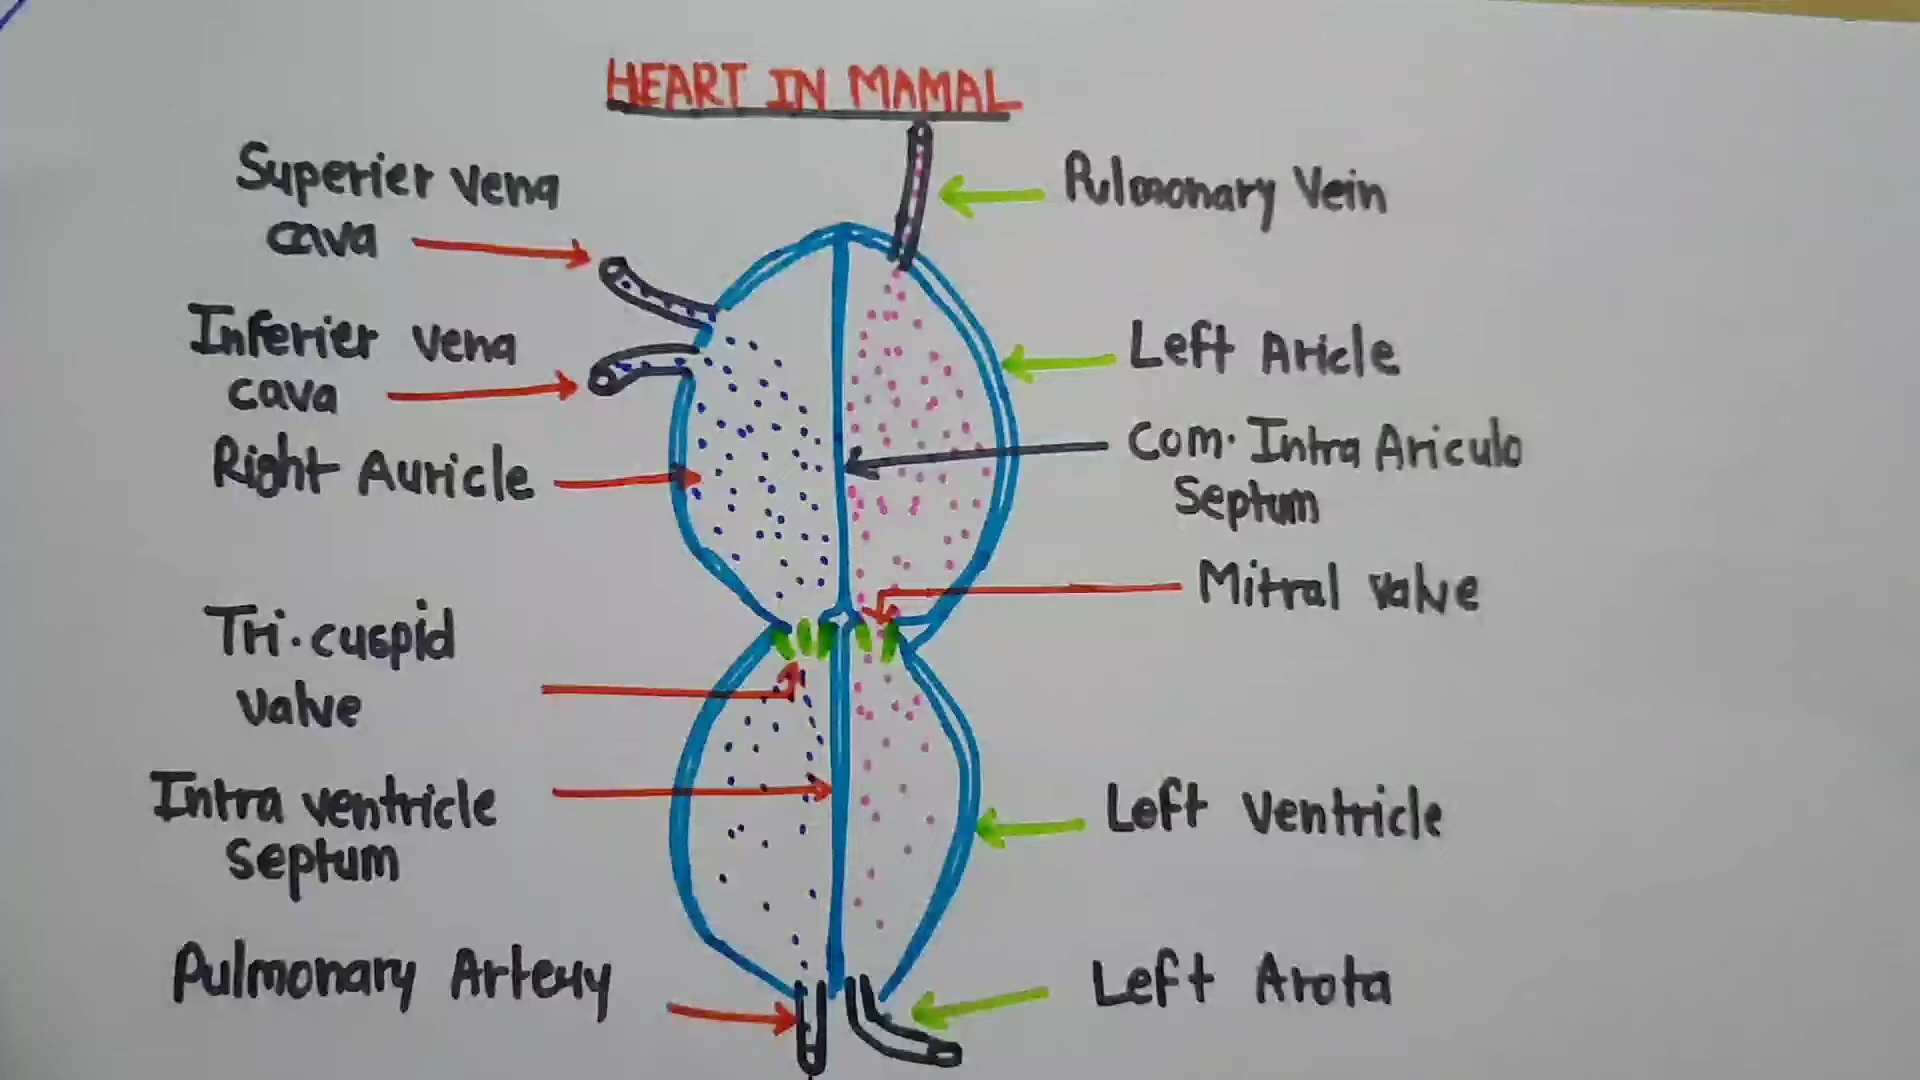 HEART IN MAMAL
Superier vena
cava
Pulmonary Vein
Inferier vena
cava
Left Aricle
Right Auricle
Com. Intra Ariculo
Septum
Mitral valve
Tri.cuspid
valve
Intra ventricle
Septum
Left Ventricle
Pulmonary Artery
Left Arota